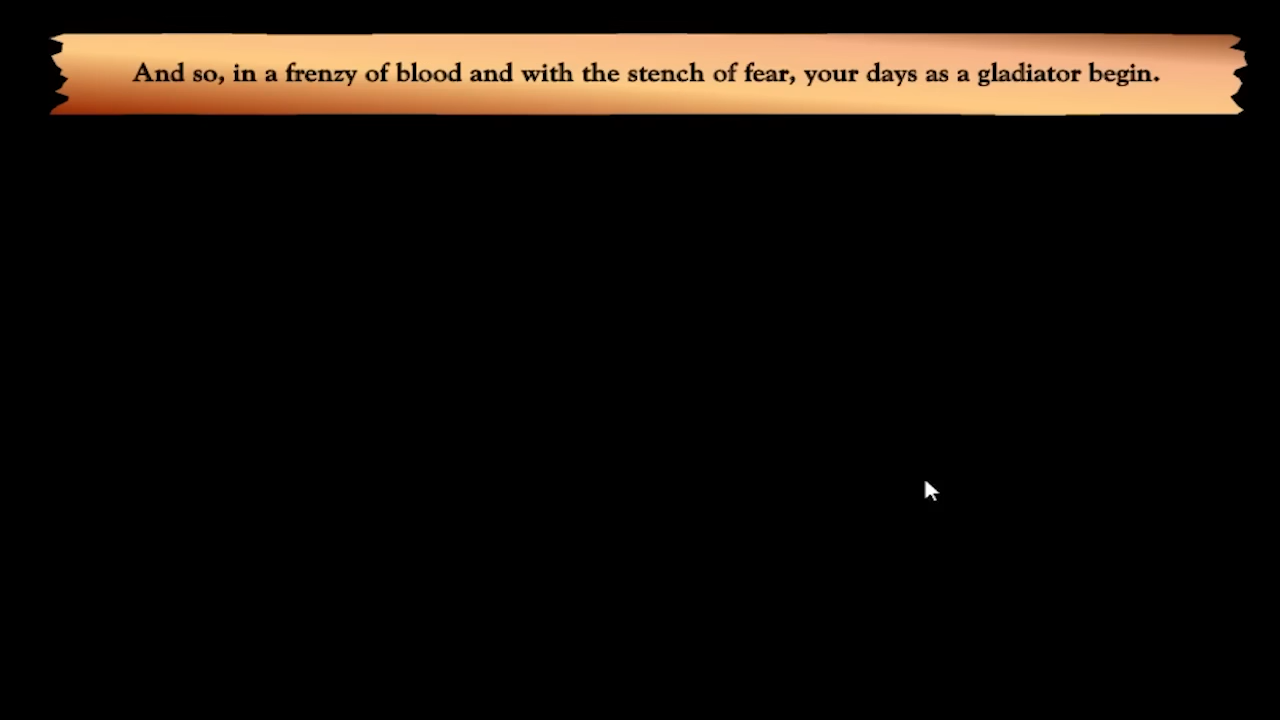 And so, in a frenzy of blood and with the stench of fear, your days as a gladiator begin.